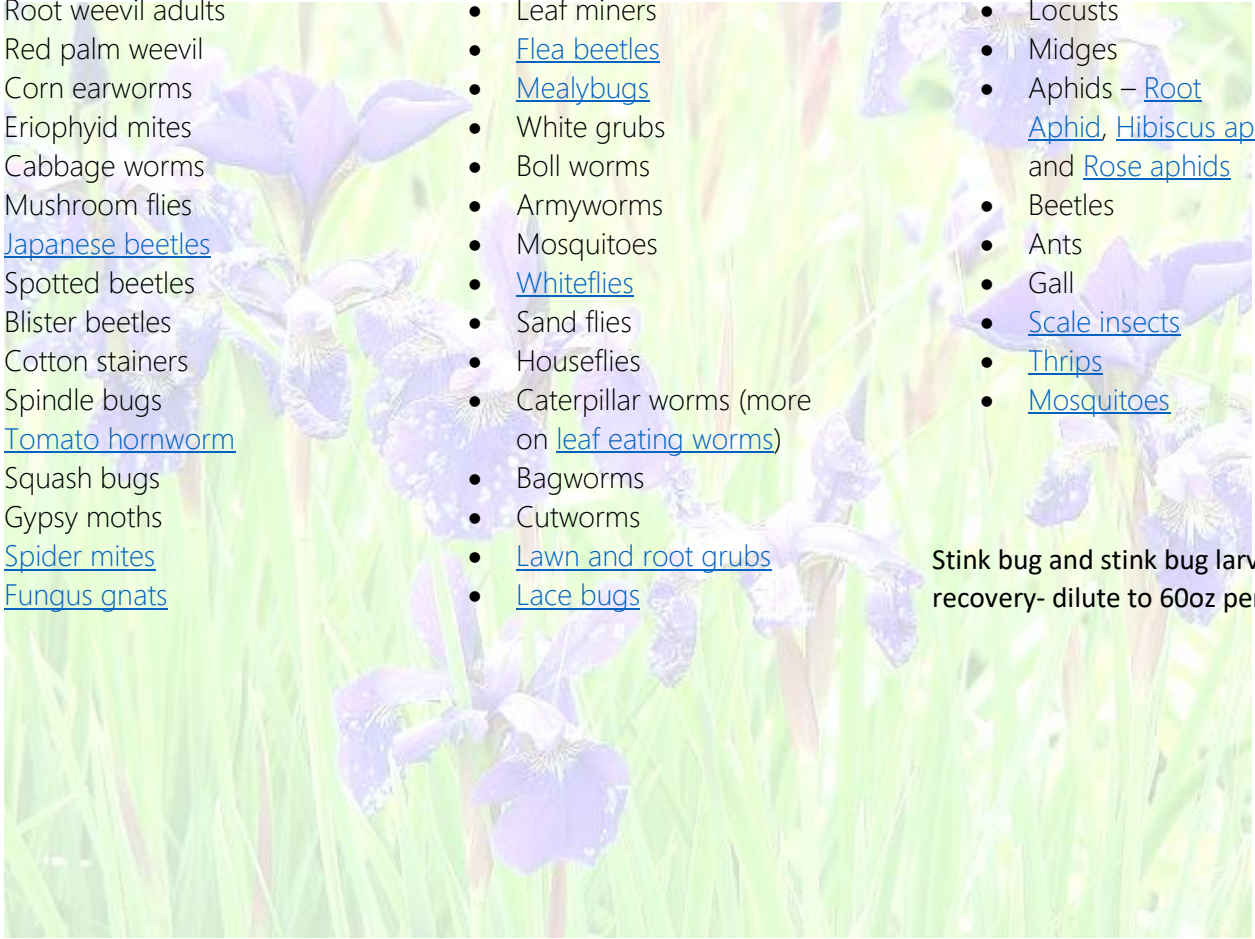 Root weevil adults
Red palm weevil
Corn earworms
Eriophyid mites
Cabbage worms
Mushroom flies
Japanese beetles
Spotted beetles
Blister beetles
Cotton stainers
Spindle bugs
Tomato hornworm
Squash bugs
Gypsy moths
Spider mites
Fungus gnats
• Leaf miners
• Flea beetles
• Mealybugs
• White grubs
• Boll worms
• Armyworms
• Mosquitoes
• Whiteflies
• Sand flies
• Houseflies
• Caterpillar worms (more
on leaf eating worms)
• Bagworms
• Cutworms
• Lawn and root grubs
• Lace bugs
• Locusts
• Midges
• Aphids – Root
Aphid, Hibiscus ap
and Rose aphids
• Beetles
• Ants
• Gall
• Scale insects
• Thrips
• Mosquitoes
Stink bug and stink bug larv
recovery- dilute to 60oz per